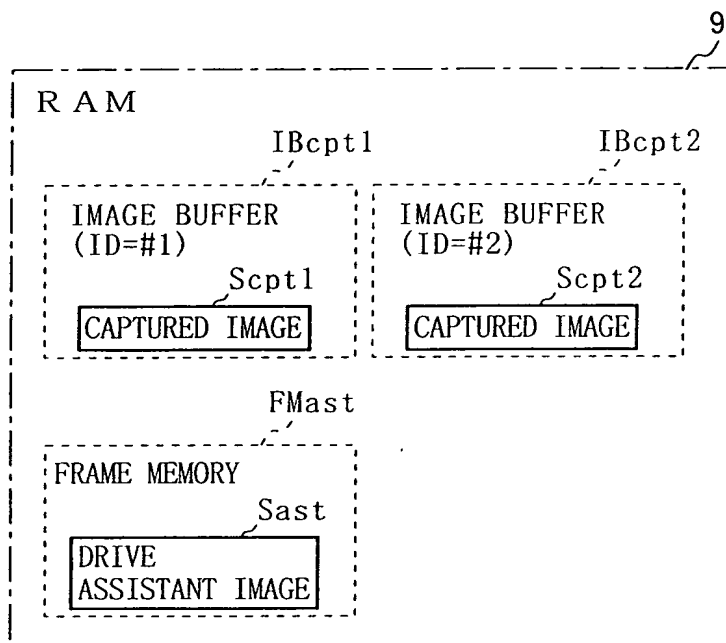 9
R A M
IBcpt1
IBcpt2
IMAGE BUFFER
(ID=#1)
IMAGE BUFFER
(ID=#2)
Scpt1
Scpt2
CAPTURED IMAGE
CAPTURED IMAGE
FMast
FRAME MEMORY
Sast
DRIVE
ASSISTANT IMAGE